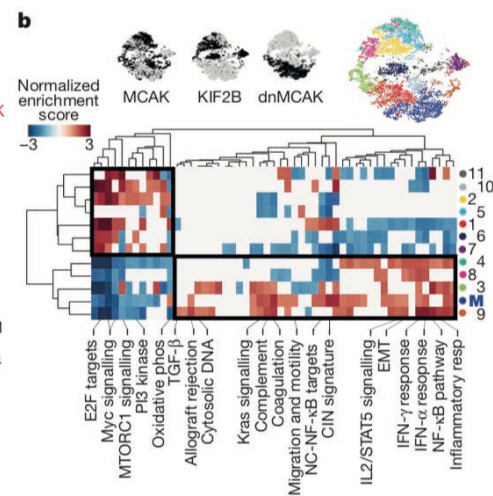 b
MCAK
KIF2B
dnMCAK
Normalized
enrichment
score
−3
3
11
10
2
5
1
6
7
4
8
3
M
9
E2F targets
Myc signalling
MTORC1 signalling
PI3 kinase
Oxidative phos
TGF-β
Allograft rejection
Cytosolic DNA
Kras signalling
Complement
Coagulation
Migration and motility
NC-NF-κB targets
CIN signature
IL2/STAT5 signalling
EMT
IFN-γ response
IFN-α resopnse
NF-κB pathway
Inflammatory resp